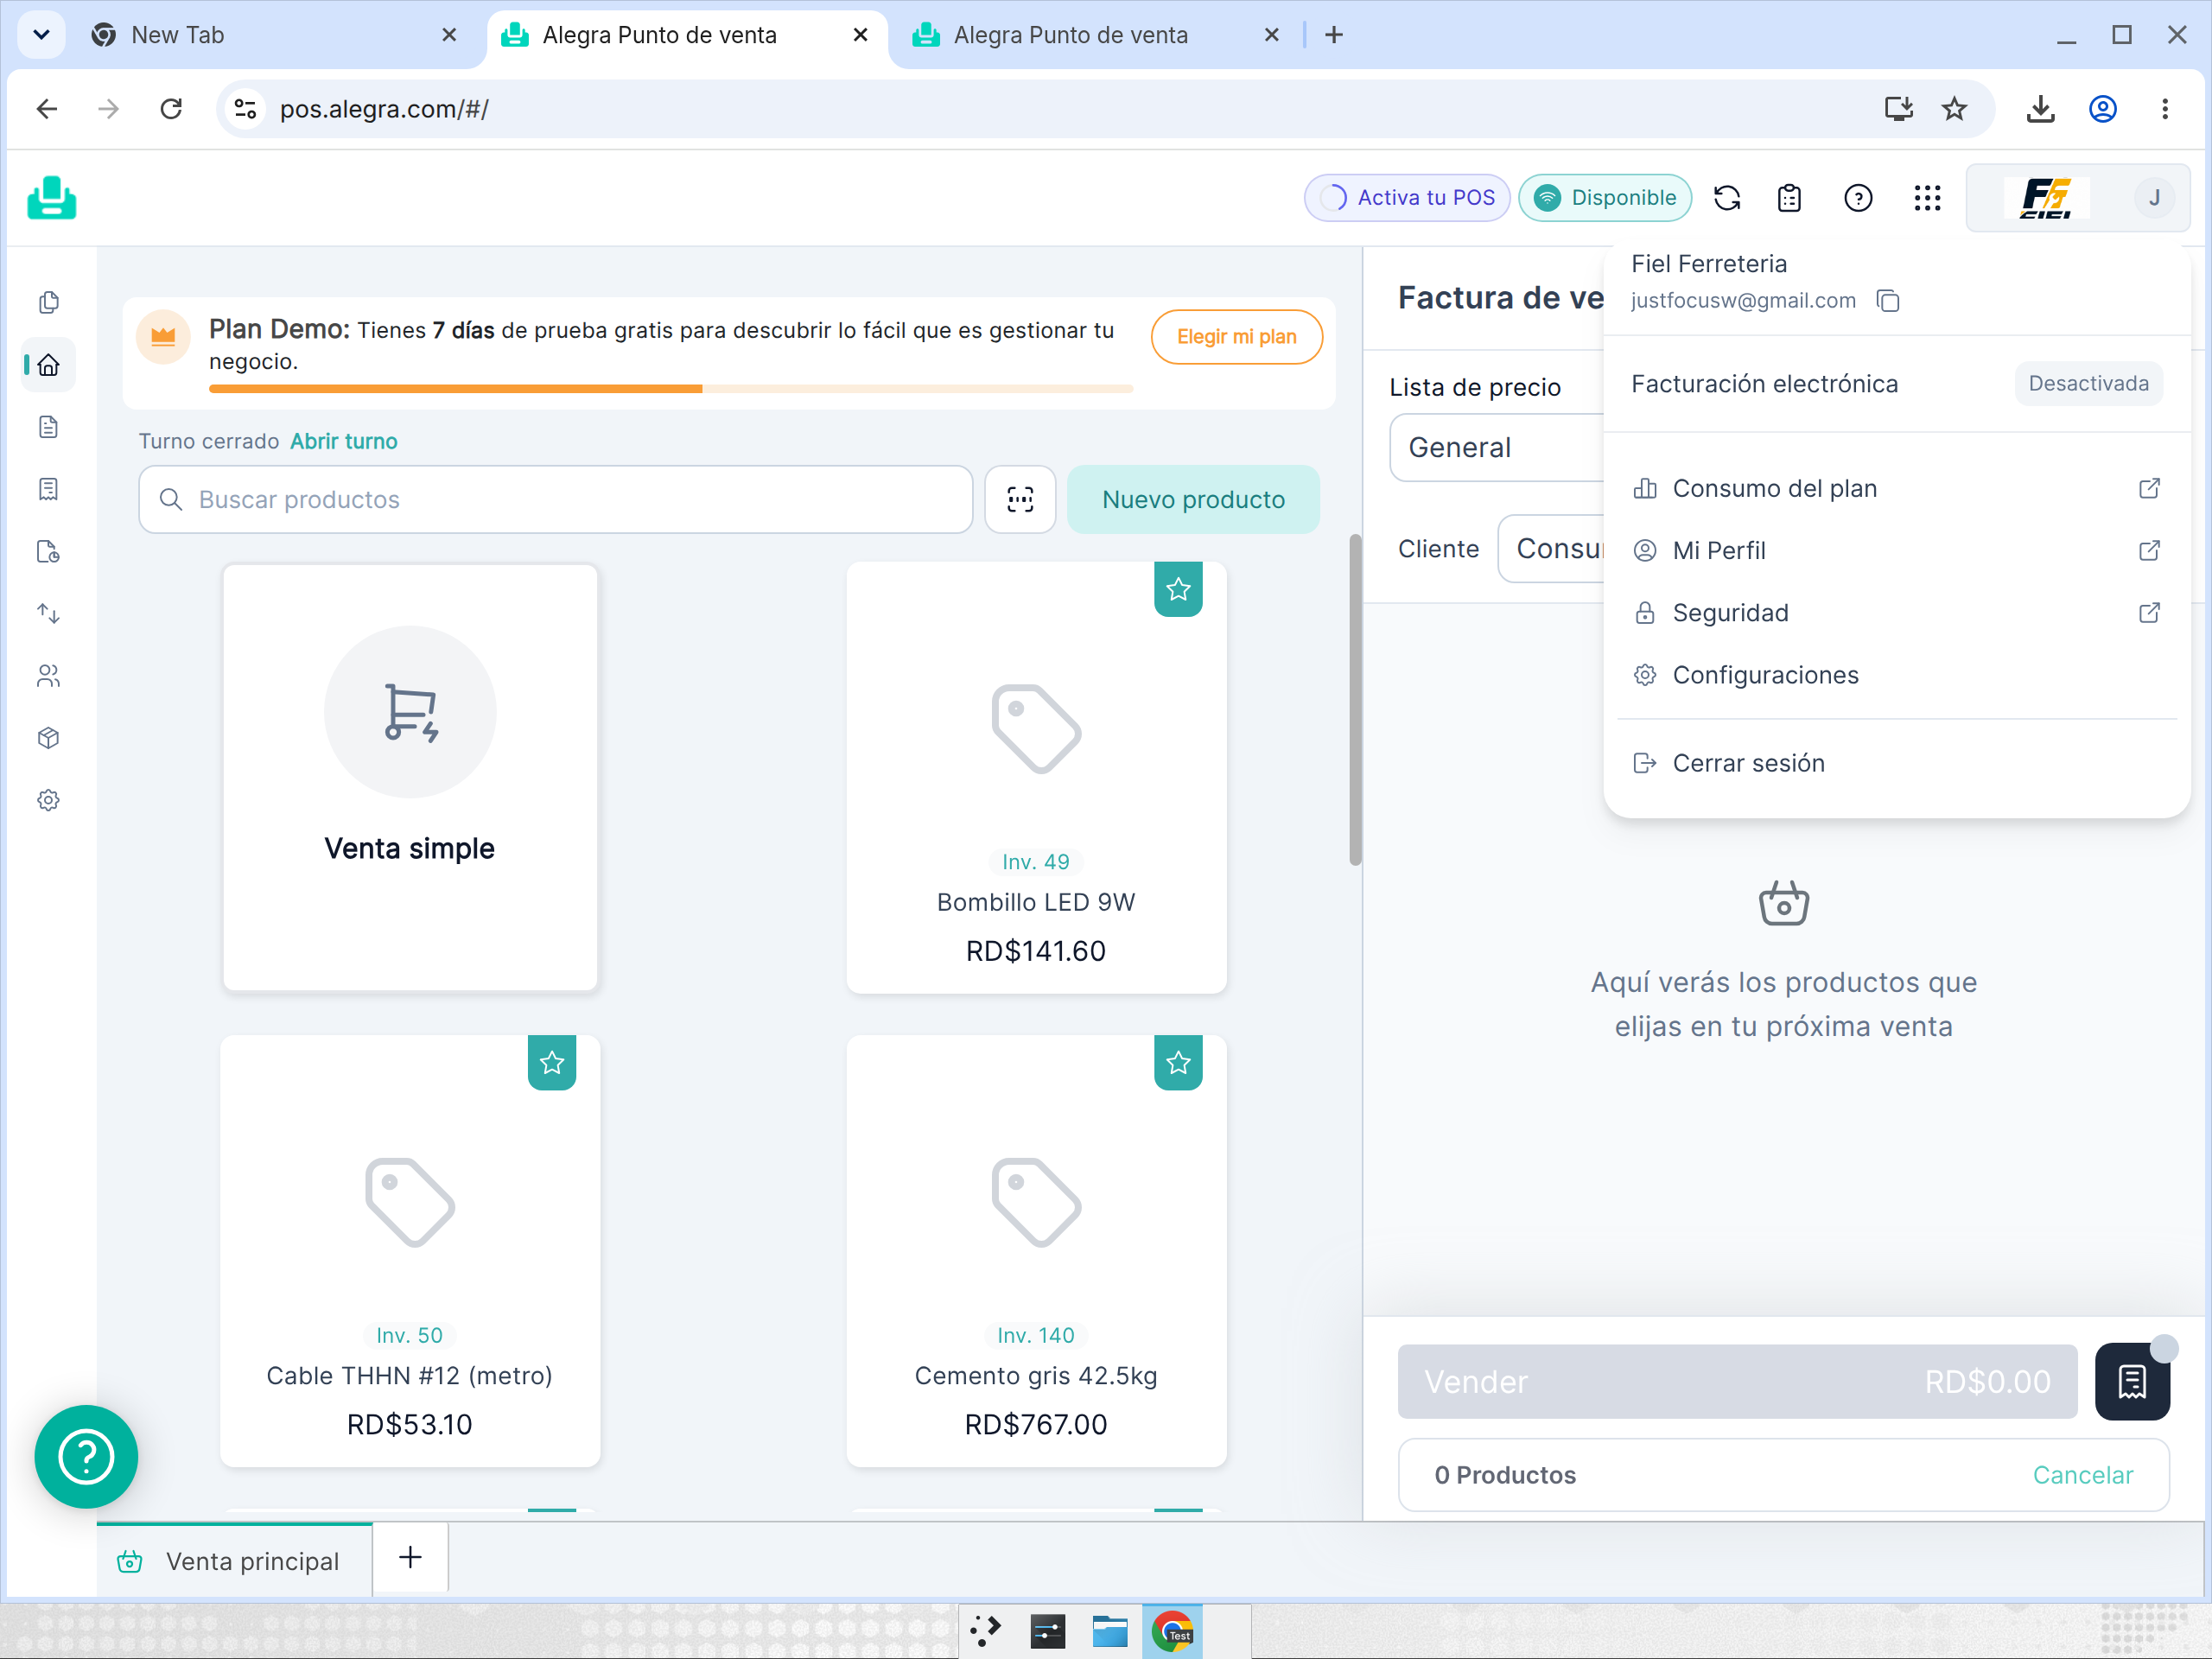 New Tab
Alegra Punto de venta
Alegra Punto de venta
pos.alegra.com/#/
Activa tu POS
Disponible
J
Plan Demo: Tienes 7 días de prueba gratis para descubrir lo fácil que es gestionar tu
negocio.
Elegir mi plan
Turno cerrado Abrir turno
Buscar productos
Nuevo producto
Venta simple
Inv. 49
Bombillo LED 9W
RD$141.60
Inv. 50
Cable THHN #12 (metro)
RD$53.10
Inv. 140
Cemento gris 42.5kg
RD$767.00
Factura de ve
Lista de precio
General
Cliente
Consu
Fiel Ferreteria
justfocusw@gmail.com
Facturación electrónica
Desactivada
Consumo del plan
Mi Perfil
Seguridad
Configuraciones
Cerrar sesión
Aquí verás los productos que
elijas en tu próxima venta
Vender
RD$0.00
0 Productos
Cancelar
Venta principal
Test